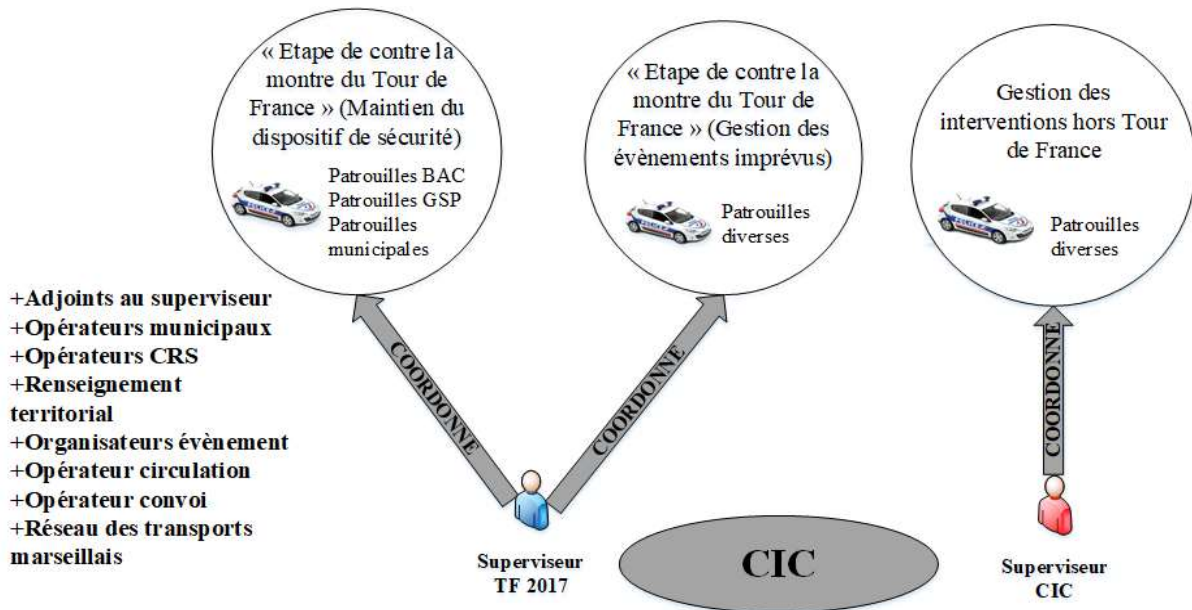 « Etape de contre la
montre du Tour de
France » (Maintien du
dispotif de sécurité)
Patrouilles BAC
Patrouilles GSP
Patrouilles
municipales
« Etape de contre la
montre du Tour de
France » (Gestion des
évènements imprévus)
Patrouilles
diverses
Gestion des
interventions hors Tour
de France
Patrouilles
diverses
+Adjoints au superviseur
+Opérateurs municipaux
+Opérateurs CRS
+Renseignement
territorial
+Organisateurs évènement
+Opérateur circulation
+Opérateur convoi
+Réseau des transports
marseillais
COORDONNE
COORDONNE
COORDONNE
Superviseur
TF 2017
CIC
Superviseur
CIC